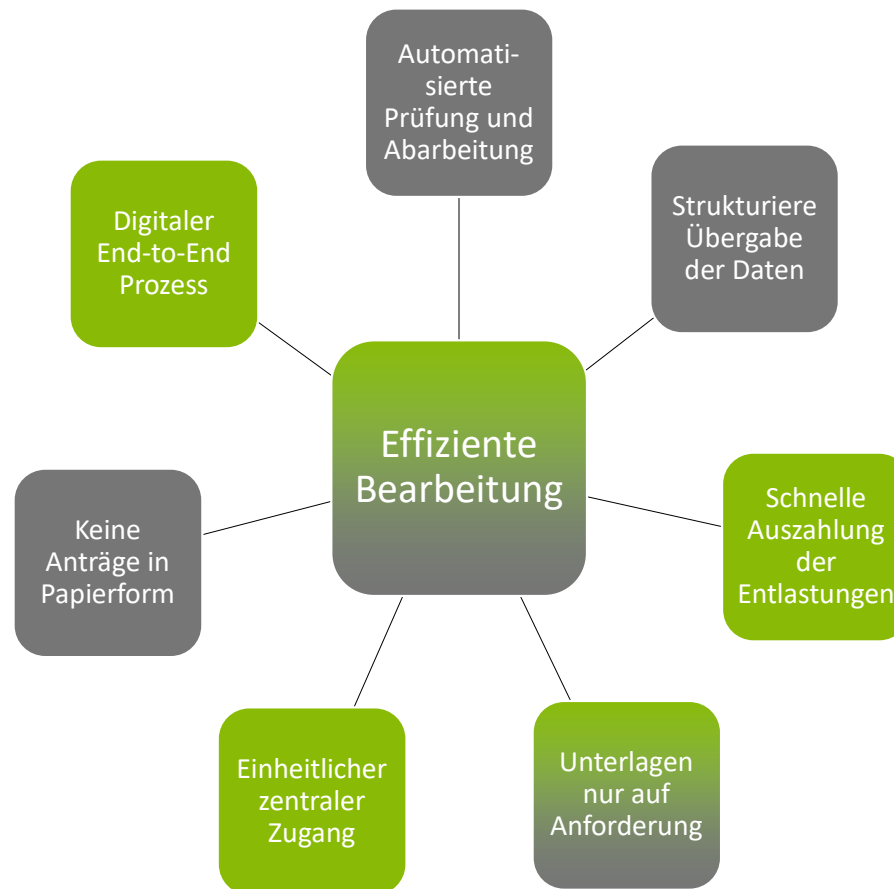 Automati-
sierte
Prüfung und
Abarbeitung
Strukturiere
Übergabe
der Daten
Digitaler
End-to-End
Prozess
Effiziente
Bearbeitung
Schnelle
Auszahlung
der
Entlastungen
Keine
Anträge in
Papierform
Unterlagen
nur auf
Anforderung
Einheitlicher
zentraler
Zugang